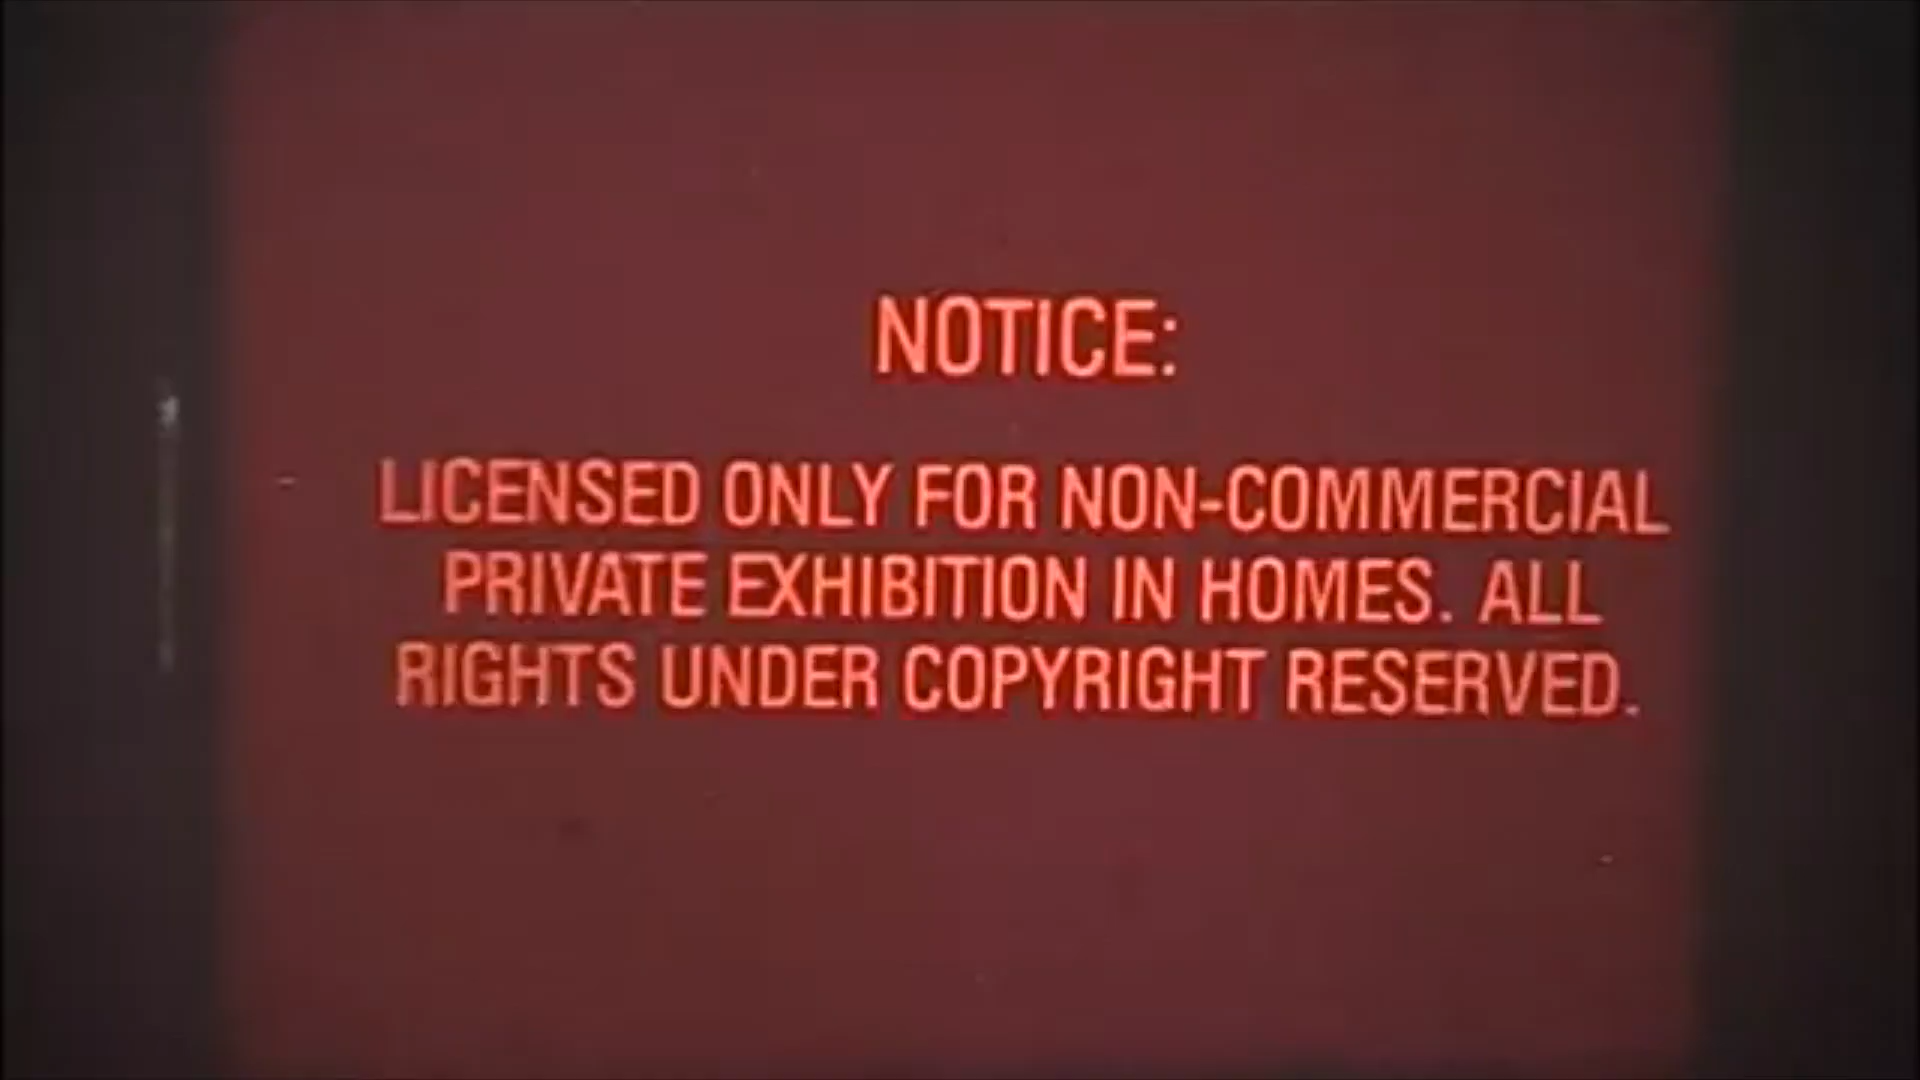 NOTICE:
LICENSED ONLY FOR NON-COMMERCIAL
PRIVATE EXHIBITION IN HOMES. ALL
RIGHTS UNDER COPYRIGHT RESERVED.